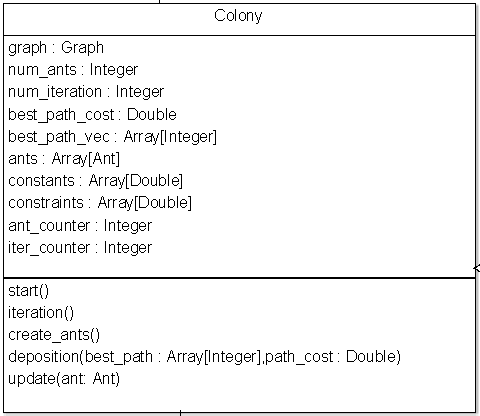 Colony
graph : Graph
num_ants : Integer
num_iteration : Integer
best_path_cost : Double
best_path_vec : Array[Integer]
ants : Array[Ant]
constants : Array[Double]
constraints : Array[Double]
ant_counter : Integer
iter_counter : Integer
start()
iteration()
create_ants()
deposition(best_path : Array[Integer],path_cost : Double)
update(ant: Ant)